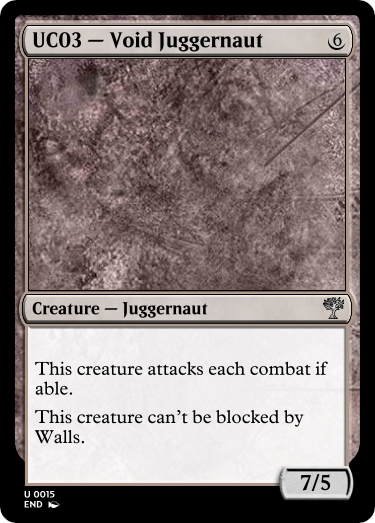 UC03 — Void Juggernaut
6
Creature — Juggernaut
This creature attacks each combat if
able.
This creature can't be blocked by
Walls.
7/5
U 0015
END